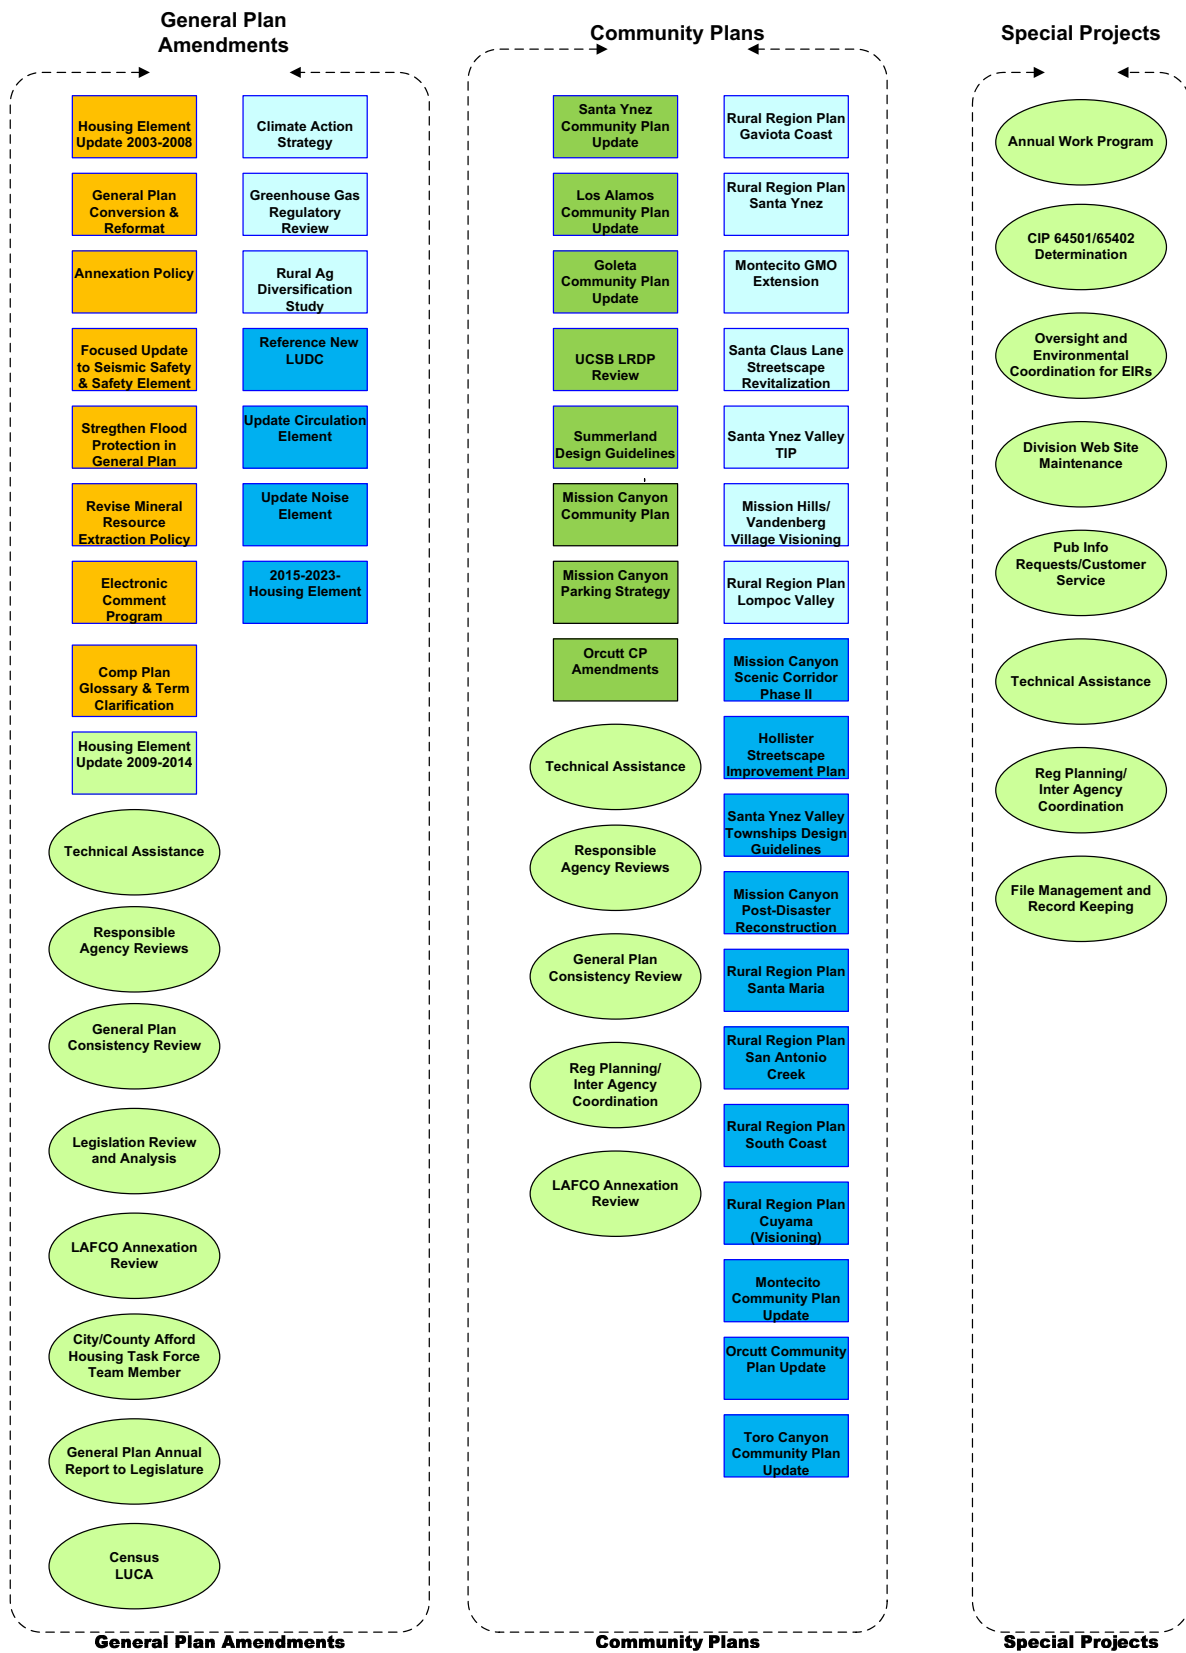 General Plan
Amendments
Housing Element
Update 2003-2008
General Plan
Conversion &
Reformat
Annexation Policy
Focused Update
to Seismic Safety
& Safety Element
Stregthen Flood
Protection in
General Plan
Revise Mineral
Resource
Extraction Policy
Electronic
Comment
Program
Comp Plan
Glossary & Term
Clarification
Housing Element
Update 2009-2014
Technical Assistance
Responsible
Agency Reviews
General Plan
Consistency Review
Legislation Review
and Analysis
LAFCO Annexation
Review
City/County Afford
Housing Task Force
Team Member
General Plan Annual
Report to Legislature
Census
LUCA
Climate Action
Strategy
Greenhouse Gas
Regulatory
Review
Rural Ag
Diversification
Study
Reference New
LUDC
Update Circulation
Element
Update Noise
Element
2015-2023-
Housing Element
General Plan Amendments
Community Plans
Santa Ynez
Community Plan
Update
Los Alamos
Community Plan
Update
Goleta
Community Plan
Update
UCSB LRDP
Review
Summerland
Design Guidelines
Mission Canyon
Community Plan
Mission Canyon
Parking Strategy
Orcutt CP
Amendments
Technical Assistance
Responsible
Agency Reviews
General Plan
Consistency Review
Reg Planning/
Inter Agency
Coordination
LAFCO Annexation
Review
Rural Region Plan
Gaviota Coast
Rural Region Plan
Santa Ynez
Montecito GMO
Extension
Santa Claus Lane
Streetscape
Revitalization
Santa Ynez Valley
TIP
Mission Hills/
Vandenberg
Village Visioning
Rural Region Plan
Lompoc Valley
Mission Canyon
Scenic Corridor
Phase II
Hollister
Streetscape
Improvement Plan
Santa Ynez Valley
Townships Design
Guidelines
Mission Canyon
Post-Disaster
Reconstruction
Rural Region Plan
Santa Maria
Rural Region Plan
San Antonio
Creek
Rural Region Plan
South Coast
Rural Region Plan
Cuyama
(Visioning)
Montecito
Community Plan
Update
Orcutt Community
Plan Update
Toro Canyon
Community Plan
Update
Community Plans
Special Projects
Annual Work Program
CIP 64501/65402
Determination
Oversight and
Environmental
Coordination for EIRs
Division Web Site
Maintenance
Pub Info
Requests/Customer
Service
Technical Assistance
Reg Planning/
Inter Agency
Coordination
File Management and
Record Keeping
Special Projects